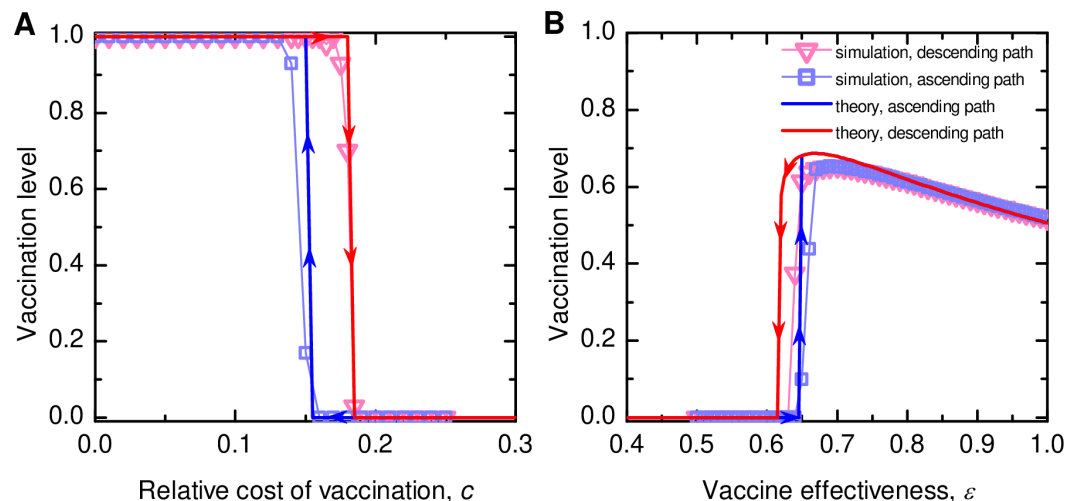 A
1.0
0.8
0.6
0.4
0.2
0.0
Vaccination level
0.0
0.1
0.2
0.3
Relative cost of vaccination, c
B
1.0
0.8
0.6
0.4
0.2
0.0
Vaccination level
simulation, descending path
simulation, ascending path
theory, ascending path
theory, descending path
0.4
0.5
0.6
0.7
0.8
0.9
1.0
Vaccine effectiveness, ε